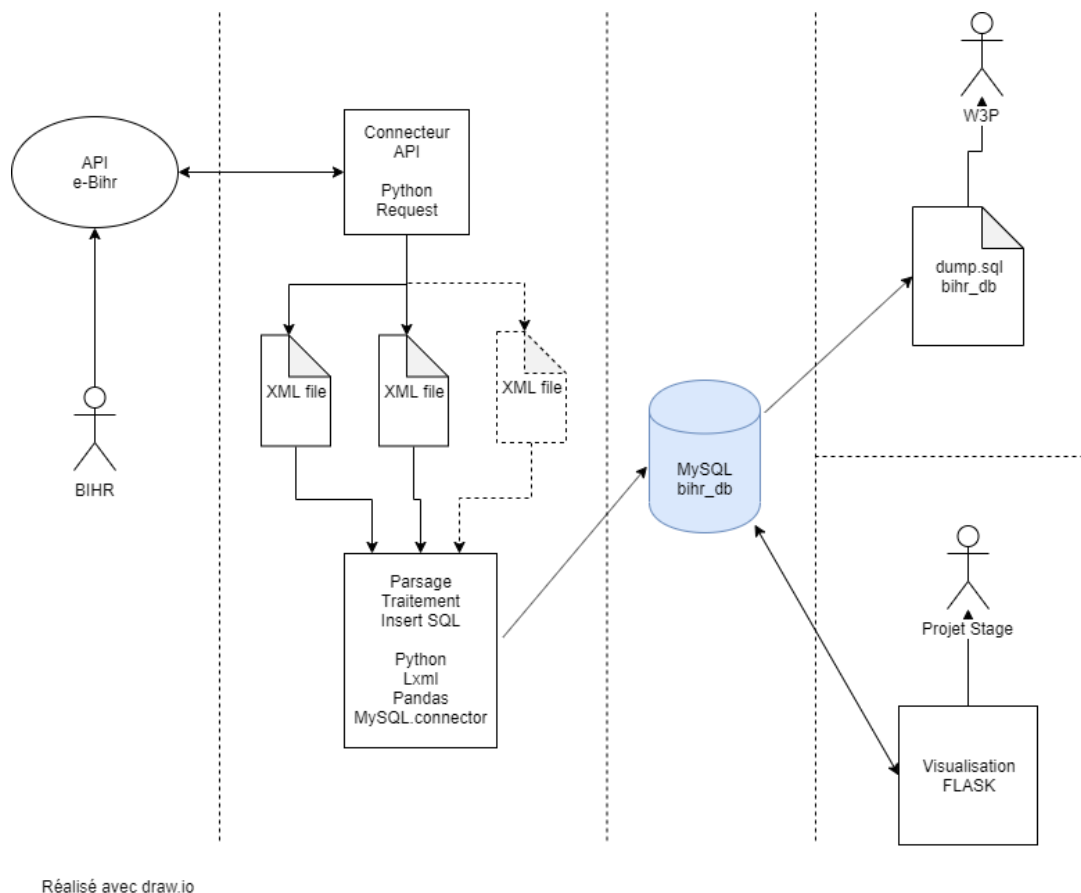 API
e-Bihr
BIHR
Connecteur
API
Python
Request
XML file
XML file
XML file
Parsage
Traitement
Insert SQL
Python
Lxml
Pandas
MySQL.connector
MySQL
bihr_db
W3P
dump.sql
bihr_db
Projet Stage
Visualisation
FLASK
Réalisé avec draw.io